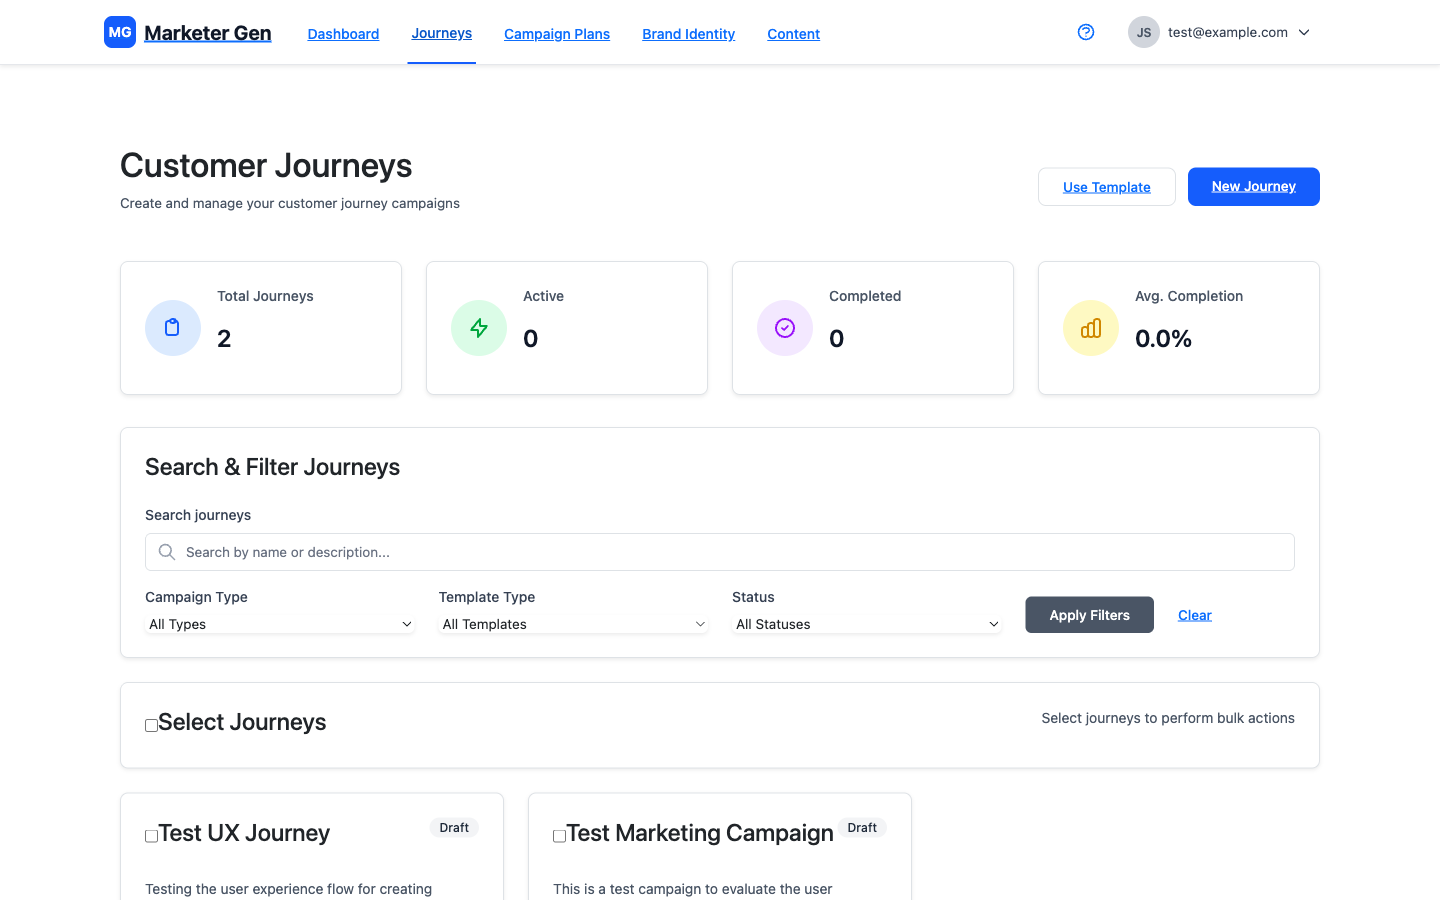 MG Marketer Gen Dashboard Journeys Campaign Plans Brand Identity Content JS test@example.com
Customer Journeys
Create and manage your customer journey campaigns
Use Template New Journey
Total Journeys
2
Active
0
Completed
0
Avg. Completion
0.0%
Search & Filter Journeys
Search journeys
Search by name or description...
Campaign Type
All Types
Template Type
All Templates
Status
All Statuses
Apply Filters Clear
Select Journeys
Select journeys to perform bulk actions
Test UX Journey Draft
Testing the user experience flow for creating
Test Marketing Campaign Draft
This is a test campaign to evaluate the user